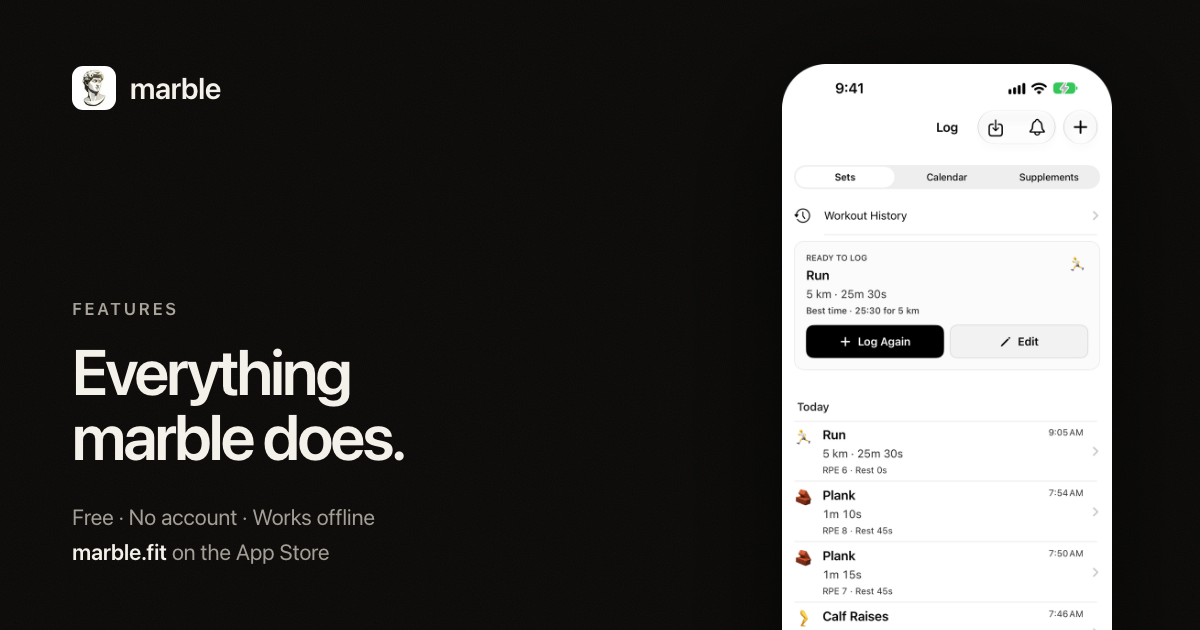 marble
FEATURES
Everything
marble does.
Free · No account · Works offline
marble.fit on the App Store
9:41
Log
Sets Calendar Supplements
Workout History
READY TO LOG
Run
5 km · 25m 30s
Best time · 25:30 for 5 km
+ Log Again Edit
Today
Run 9:05 AM
5 km · 25m 30s
RPE 6 · Rest 0s
Plank 7:54 AM
1m 10s
RPE 8 · Rest 45s
Plank 7:50 AM
1m 15s
RPE 7 · Rest 45s
Calf Raises 7:46 AM